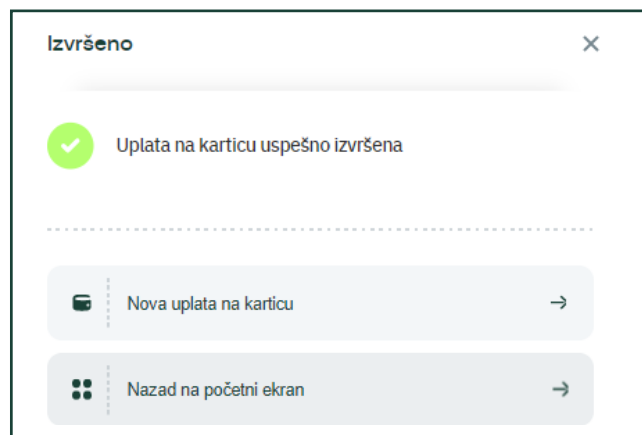 Izvršeno
Uplata na karticu uspešno izvršena
Nova uplata na karticu
Nazad na početni ekran